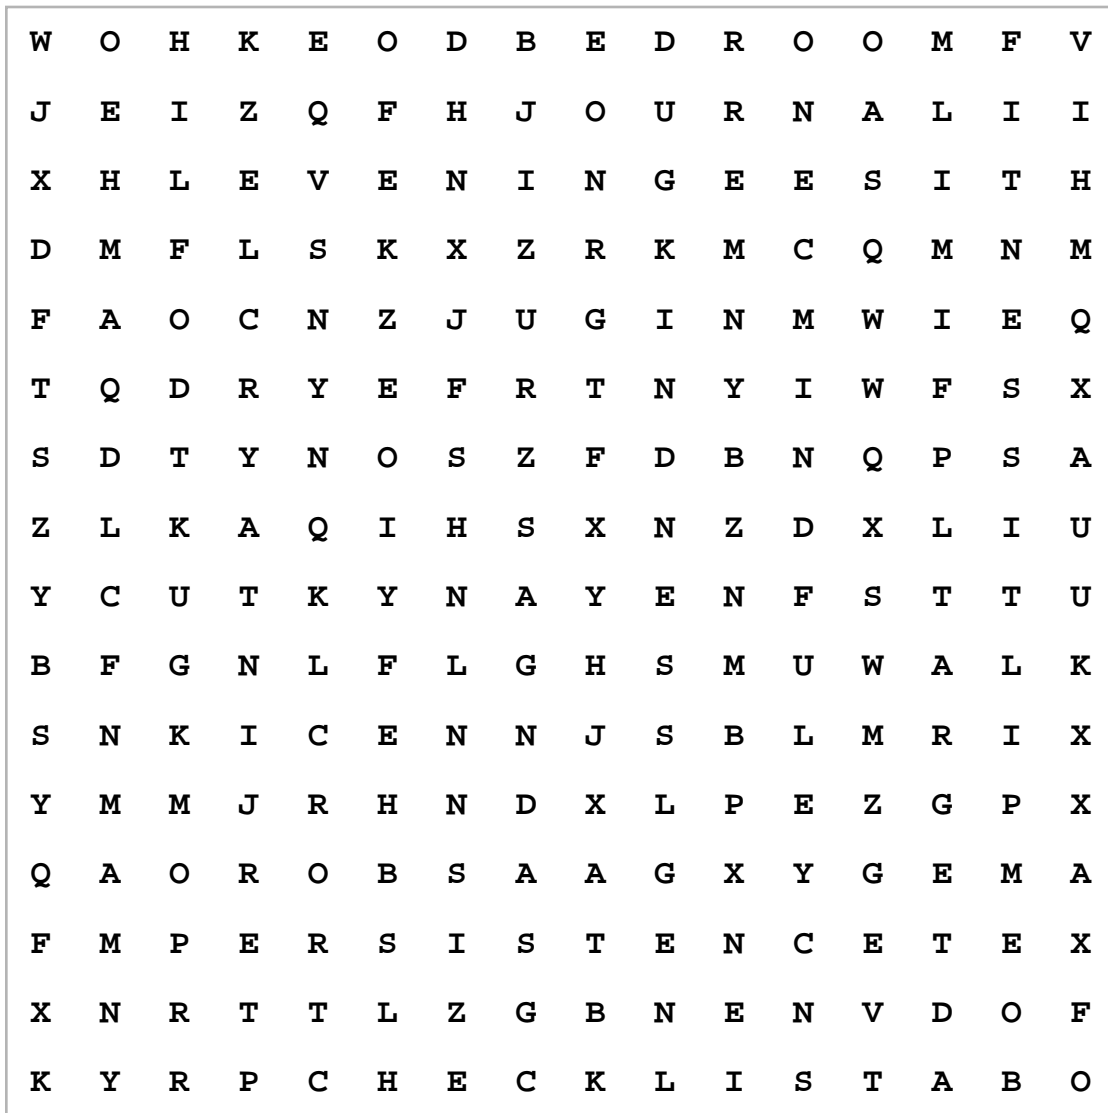 W O H K E O D B E D R O O M F V
J E I Z Q F H J O U R N A L I I
X H L E V E N I N G E E S I T H
D M F L S K X Z R K M C Q M N M
F A O C N Z J U G I N M W I E Q
T Q D R Y E F R T N Y I W F S X
S D T Y N O S Z F D B N Q P S A
Z L K A Q I H S X N Z D X L I U
Y C U T K Y N A Y E N F S T T U
B F G N L F L G H S M U W A L K
S N K I C E N N J S B L M R I X
Y M M J R H N D X L P E Z G P X
Q A O R O B S A A G X Y G E M A
F M P E R S I S T E N C E T E X
X N R T T L Z G B N E N V D O F
K Y R P C H E C K L I S T A B O